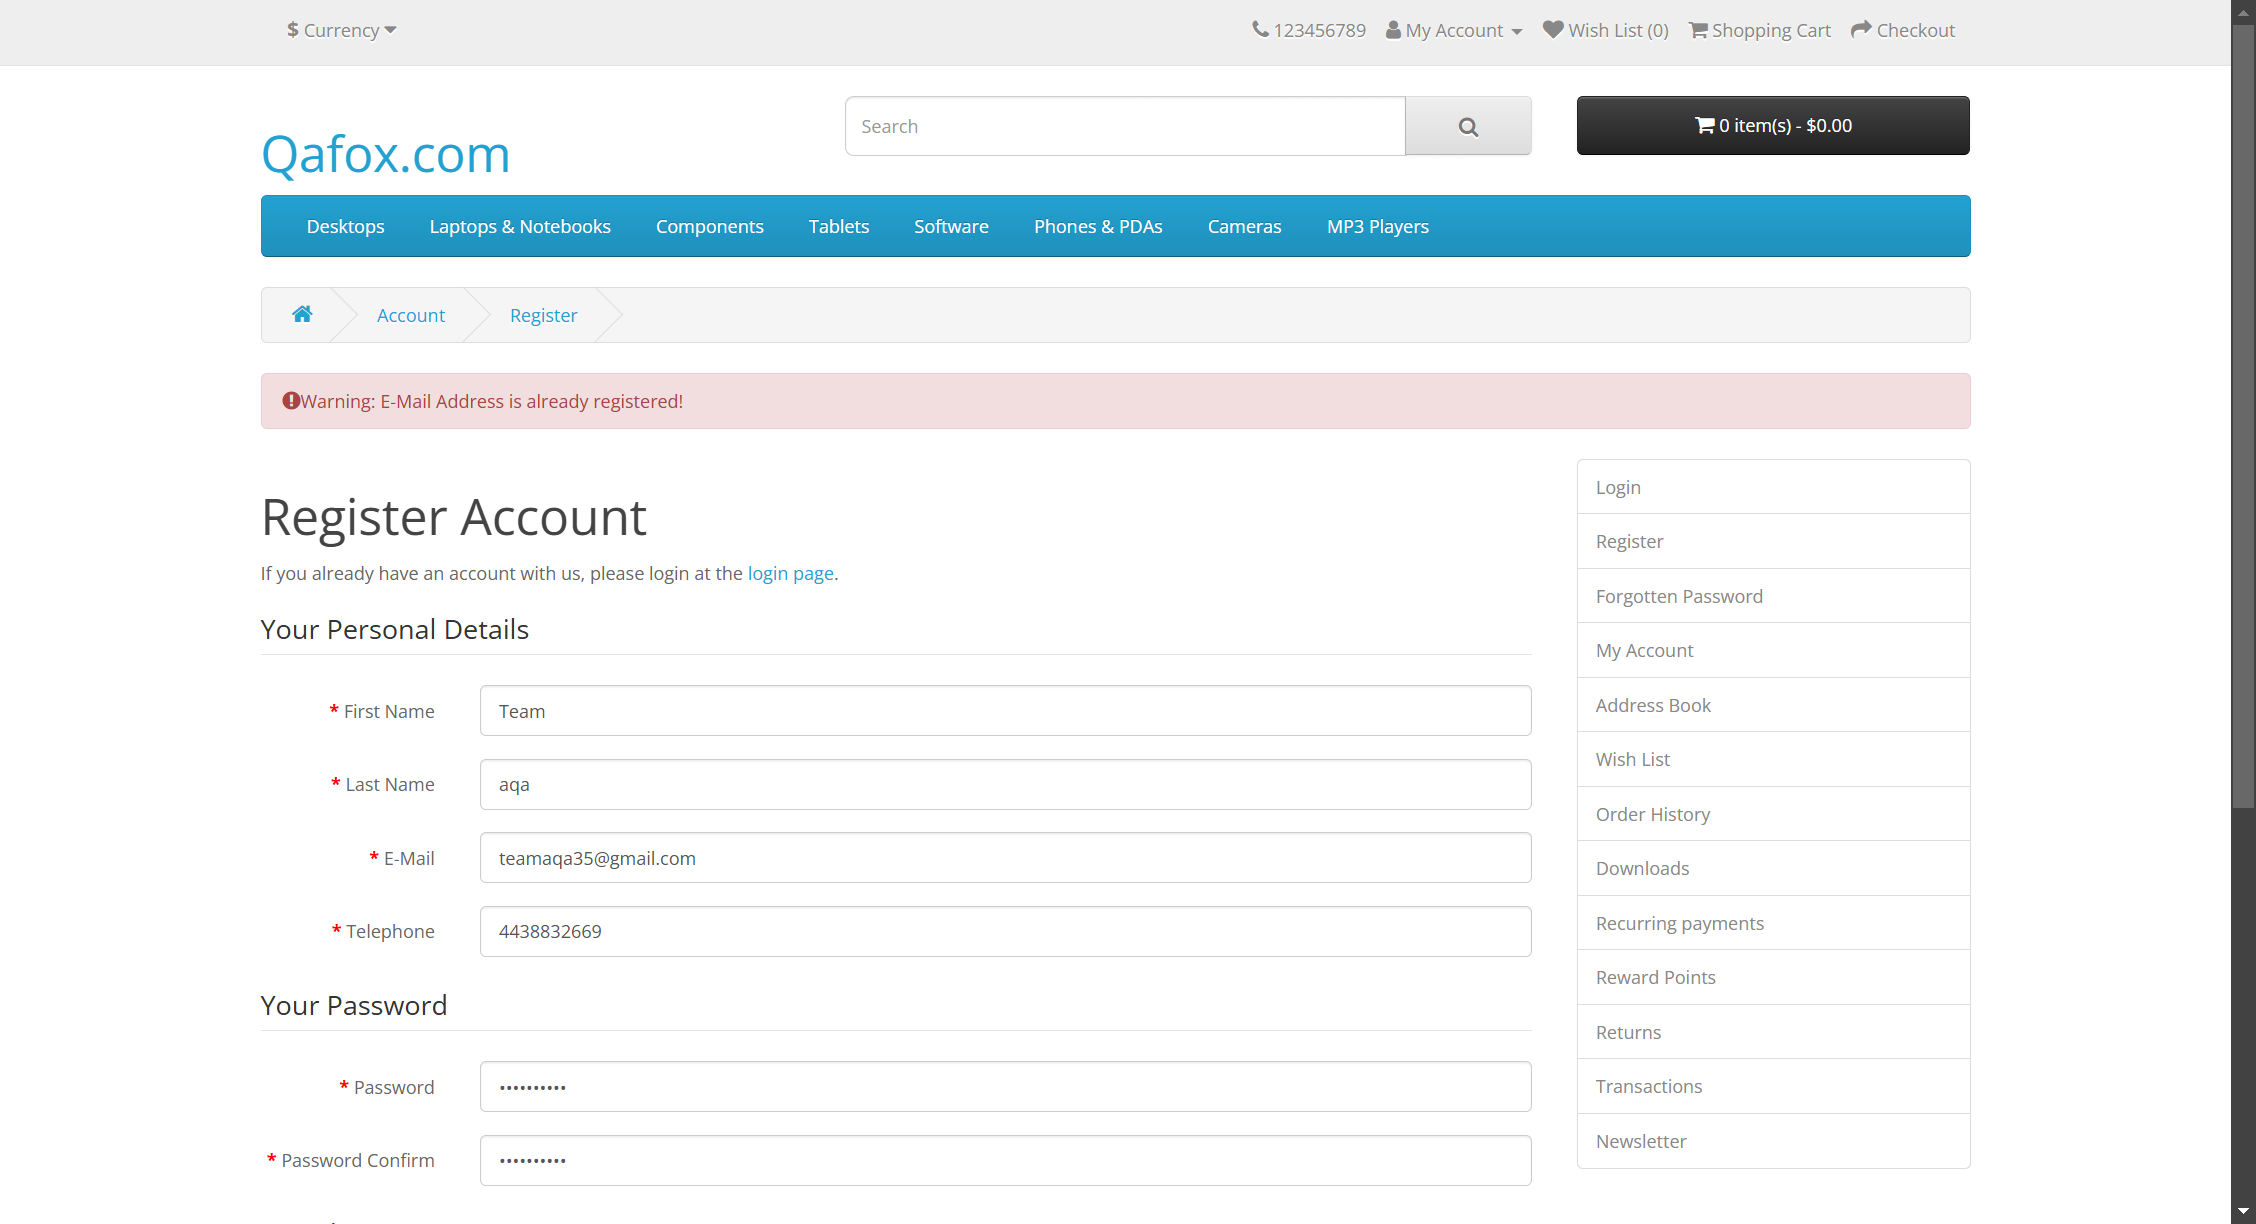 $ Currency
123456789 My Account Wish List (0) Shopping Cart Checkout
Qafox.com
Search
0 item(s) - $0.00
Desktops Laptops & Notebooks Components Tablets Software Phones & PDAs Cameras MP3 Players
Account Register
Warning: E-Mail Address is already registered!
Register Account
If you already have an account with us, please login at the login page.
Your Personal Details
* First Name Team
* Last Name aqa
* E-Mail teamaqa35@gmail.com
* Telephone 4438832669
Your Password
* Password ••••••••••
* Password Confirm ••••••••••
Login
Register
Forgotten Password
My Account
Address Book
Wish List
Order History
Downloads
Recurring payments
Reward Points
Returns
Transactions
Newsletter